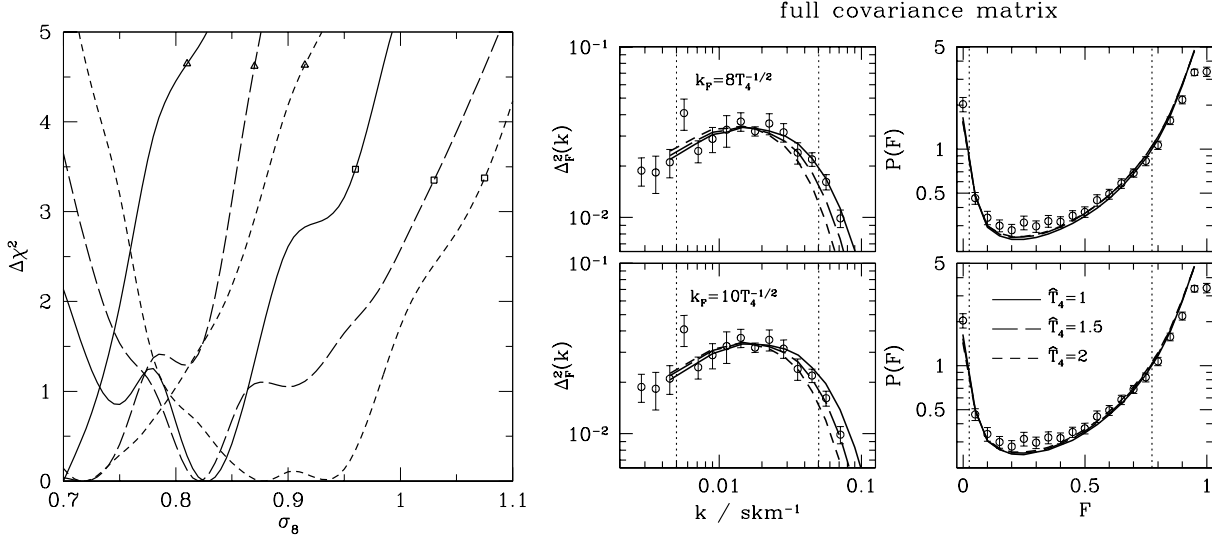 full covariance matrix
5
4
3
2
1
0
Δχ²
0.7
0.8
0.9
1
1.1
σ₈
10⁻¹
10⁻²
Δ²_F(k)
k_F=8T₄^{-1/2}
5
1
0.5
P(F)
10⁻¹
10⁻²
Δ²_F(k)
k_F=10T₄^{-1/2}
0.01
0.1
k / skm⁻¹
5
1
0.5
P(F)
T̂₄=1
T̂₄=1.5
T̂₄=2
0
0.5
1
F